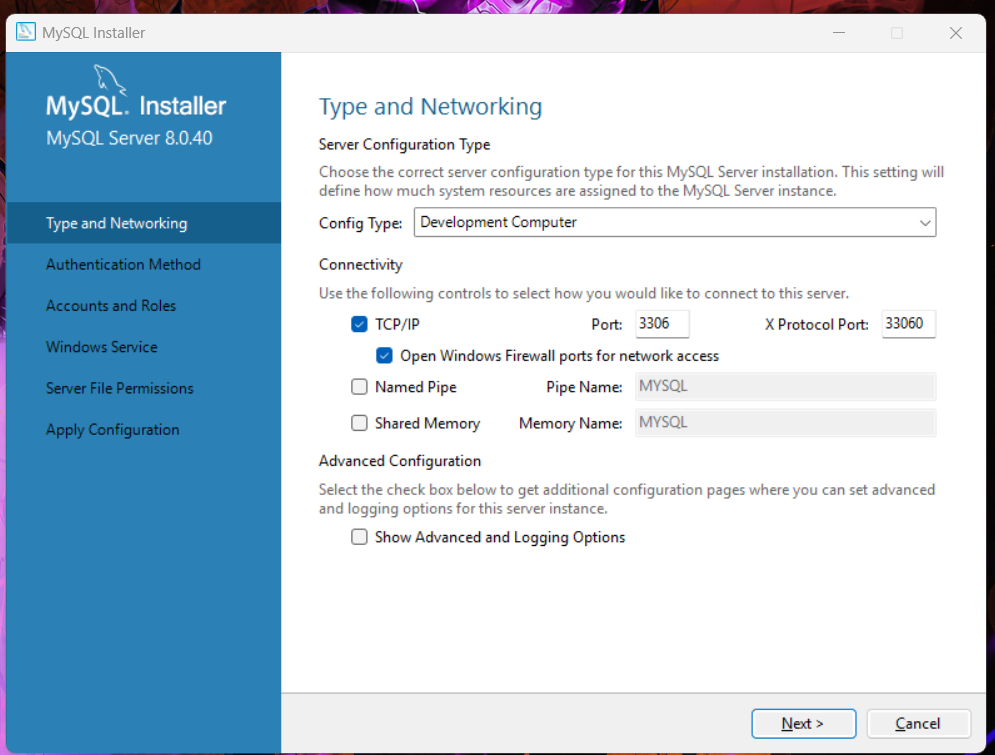 MySQL Installer
MySQL. Installer
MySQL Server 8.0.40
Type and Networking
Authentication Method
Accounts and Roles
Windows Service
Server File Permissions
Apply Configuration
Type and Networking
Server Configuration Type
Choose the correct server configuration type for this MySQL Server installation. This setting will
define how much system resources are assigned to the MySQL Server instance.
Config Type: Development Computer
Connectivity
Use the following controls to select how you would like to connect to this server.
TCP/IP Port: 3306 X Protocol Port: 33060
Open Windows Firewall ports for network access
Named Pipe Pipe Name: MYSQL
Shared Memory Memory Name: MYSQL
Advanced Configuration
Select the check box below to get additional configuration pages where you can set advanced
and logging options for this server instance.
Show Advanced and Logging Options
Next > Cancel